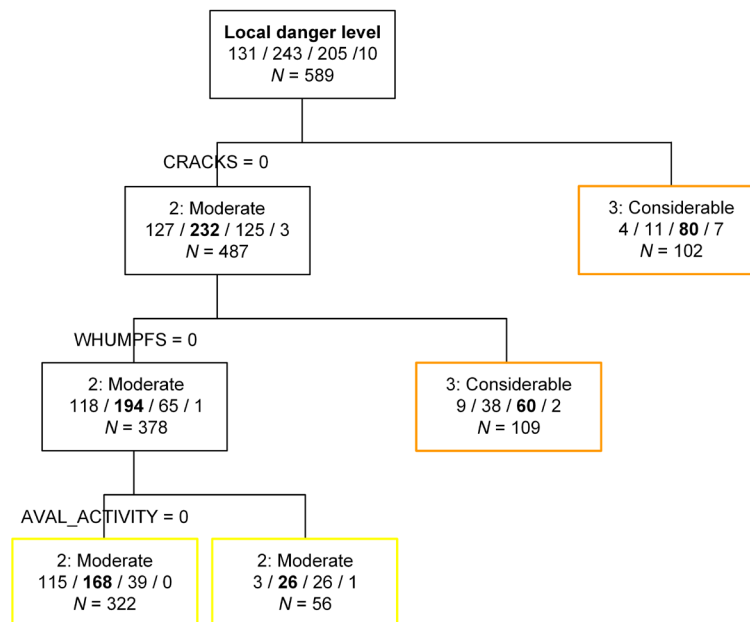 Local danger level
131 / 243 / 205 /10
N = 589
CRACKS = 0
2: Moderate
127 / 232 / 125 / 3
N = 487
3: Considerable
4 / 11 / 80 / 7
N = 102
WHUMPFS = 0
2: Moderate
118 / 194 / 65 / 1
N = 378
3: Considerable
9 / 38 / 60 / 2
N = 109
AVAL_ACTIVITY = 0
2: Moderate
115 / 168 / 39 / 0
N = 322
2: Moderate
3 / 26 / 26 / 1
N = 56